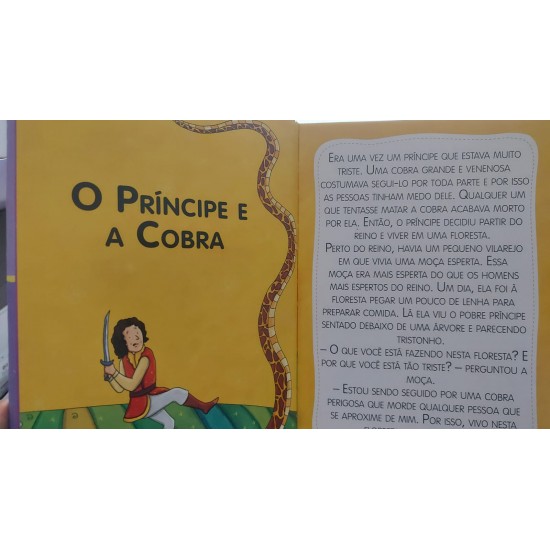 O PRÍNCIPE E
A COBRA
ERA UMA VEZ UM PRÍNCIPE QUE ESTAVA MUITO
TRISTE. UMA COBRA GRANDE E VENENOSA
COSTUMAVA SEGUI-LO POR TODA PARTE E POR ISSO
AS PESSOAS TINHAM MEDO DELE. QUALQUER UM
QUE TENTASSE MATAR A COBRA ACABAVA MORTO
POR ELA. ENTÃO, O PRÍNCIPE DECIDIU PARTIR DO
REINO E VIVER EM UMA FLORESTA.
PERTO DO REINO, HAVIA UM PEQUENO VILAREJO
EM QUE VIVIA UMA MOÇA ESPERTA. ESSA
MOÇA ERA MAIS ESPERTA DO QUE OS HOMENS
MAIS ESPERTOS DO REINO. UM DIA, ELA FOI À
FLORESTA PEGAR UM POUCO DE LENHA PARA
PREPARAR COMIDA. LÁ ELA VIU O POBRE PRÍNCIPE
SENTADO DEBAIXO DE UMA ÁRVORE E PARECENDO
TRISTONHO.
– O QUE VOCÊ ESTÁ FAZENDO NESTA FLORESTA? E
POR QUE VOCÊ ESTÁ TÃO TRISTE? – PERGUNTOU A
MOÇA.
– ESTOU SENDO SEGUIDO POR UMA COBRA
PERIGOSA QUE MORDE QUALQUER PESSOA QUE
SE APROXIME DE MIM. POR ISSO, VIVO NESTA